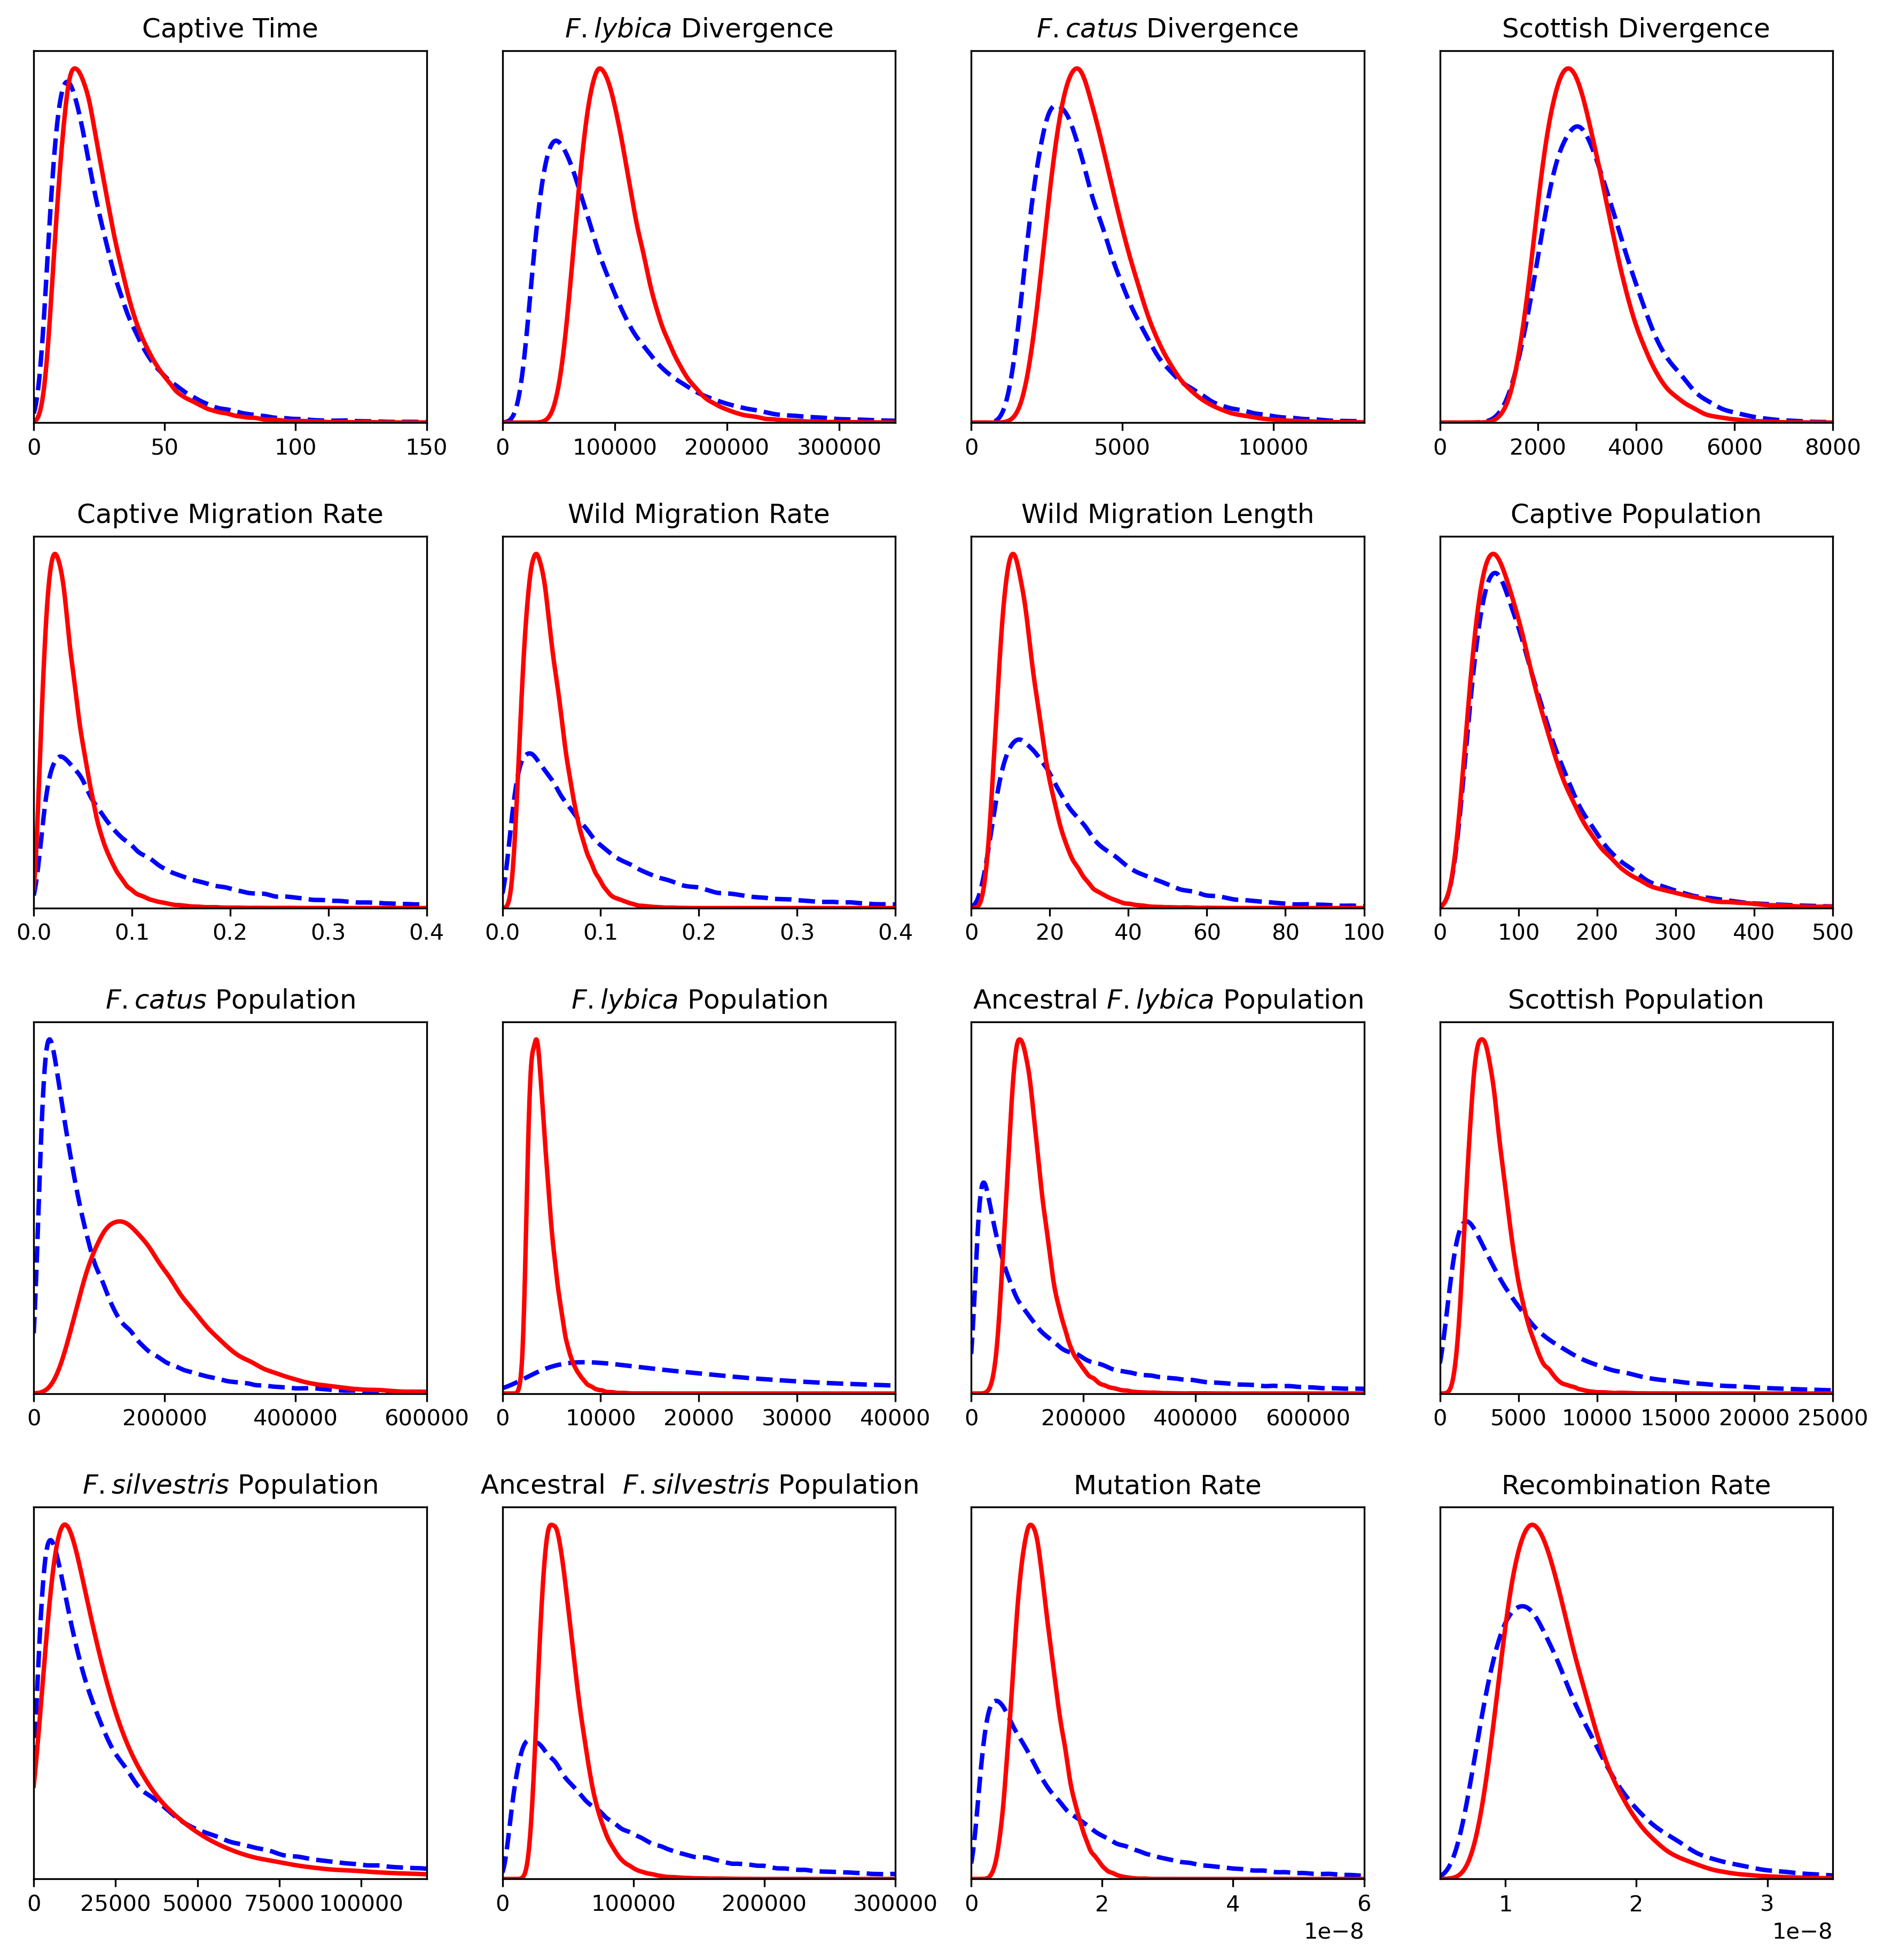 Captive Time
F. lybica Divergence
F. catus Divergence
Scottish Divergence
0 50 100 150
0 100000 200000 300000
0 5000 10000
0 2000 4000 6000 8000
Captive Migration Rate
Wild Migration Rate
Wild Migration Length
Captive Population
0.0 0.1 0.2 0.3 0.4
0.0 0.1 0.2 0.3 0.4
0 20 40 60 80 100
0 100 200 300 400 500
F. catus Population
F. lybica Population
Ancestral F. lybica Population
Scottish Population
0 200000 400000 600000
0 10000 20000 30000 40000
0 200000 400000 600000
0 5000 10000 15000 20000 25000
F. silvestris Population
Ancestral F. silvestris Population
Mutation Rate
Recombination Rate
0 25000 50000 75000 100000
0 100000 200000 300000
0 2 4 6
1e−8
1 2 3
1e−8